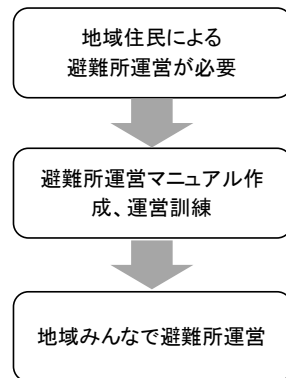 地域住民による
避難所運営が必要
避難所運営マニュアル作
成、運営訓練
地域みんなで避難所運営